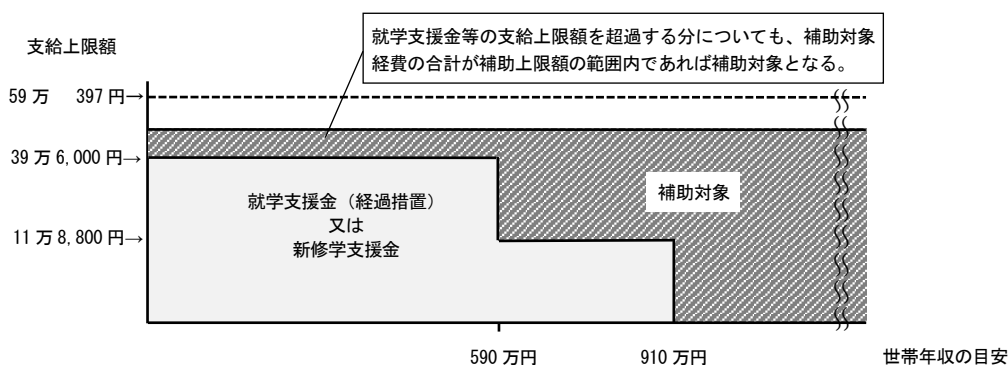 支給上限額
就学支援金等の支給上限額を超過する分についても、補助対象
経費の合計が補助上限額の範囲内であれば補助対象となる。
59 万　397 円→
39 万 6,000 円→
11 万 8,800 円→
就学支援金（経過措置）
又は
新修学支援金
補助対象
590 万円
910 万円
世帯年収の目安